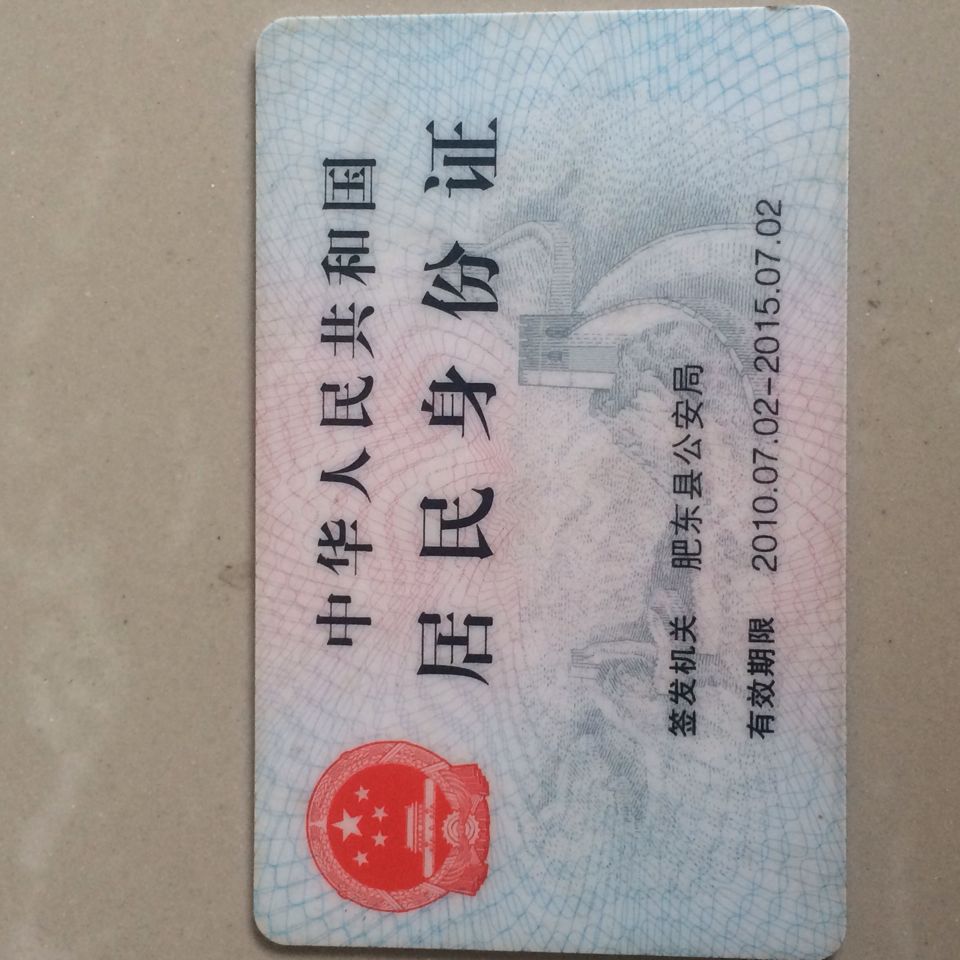 中华人民共和国
居民身份证
签发机关 肥东县公安局
有效期限 2010.07.02-2015.07.02